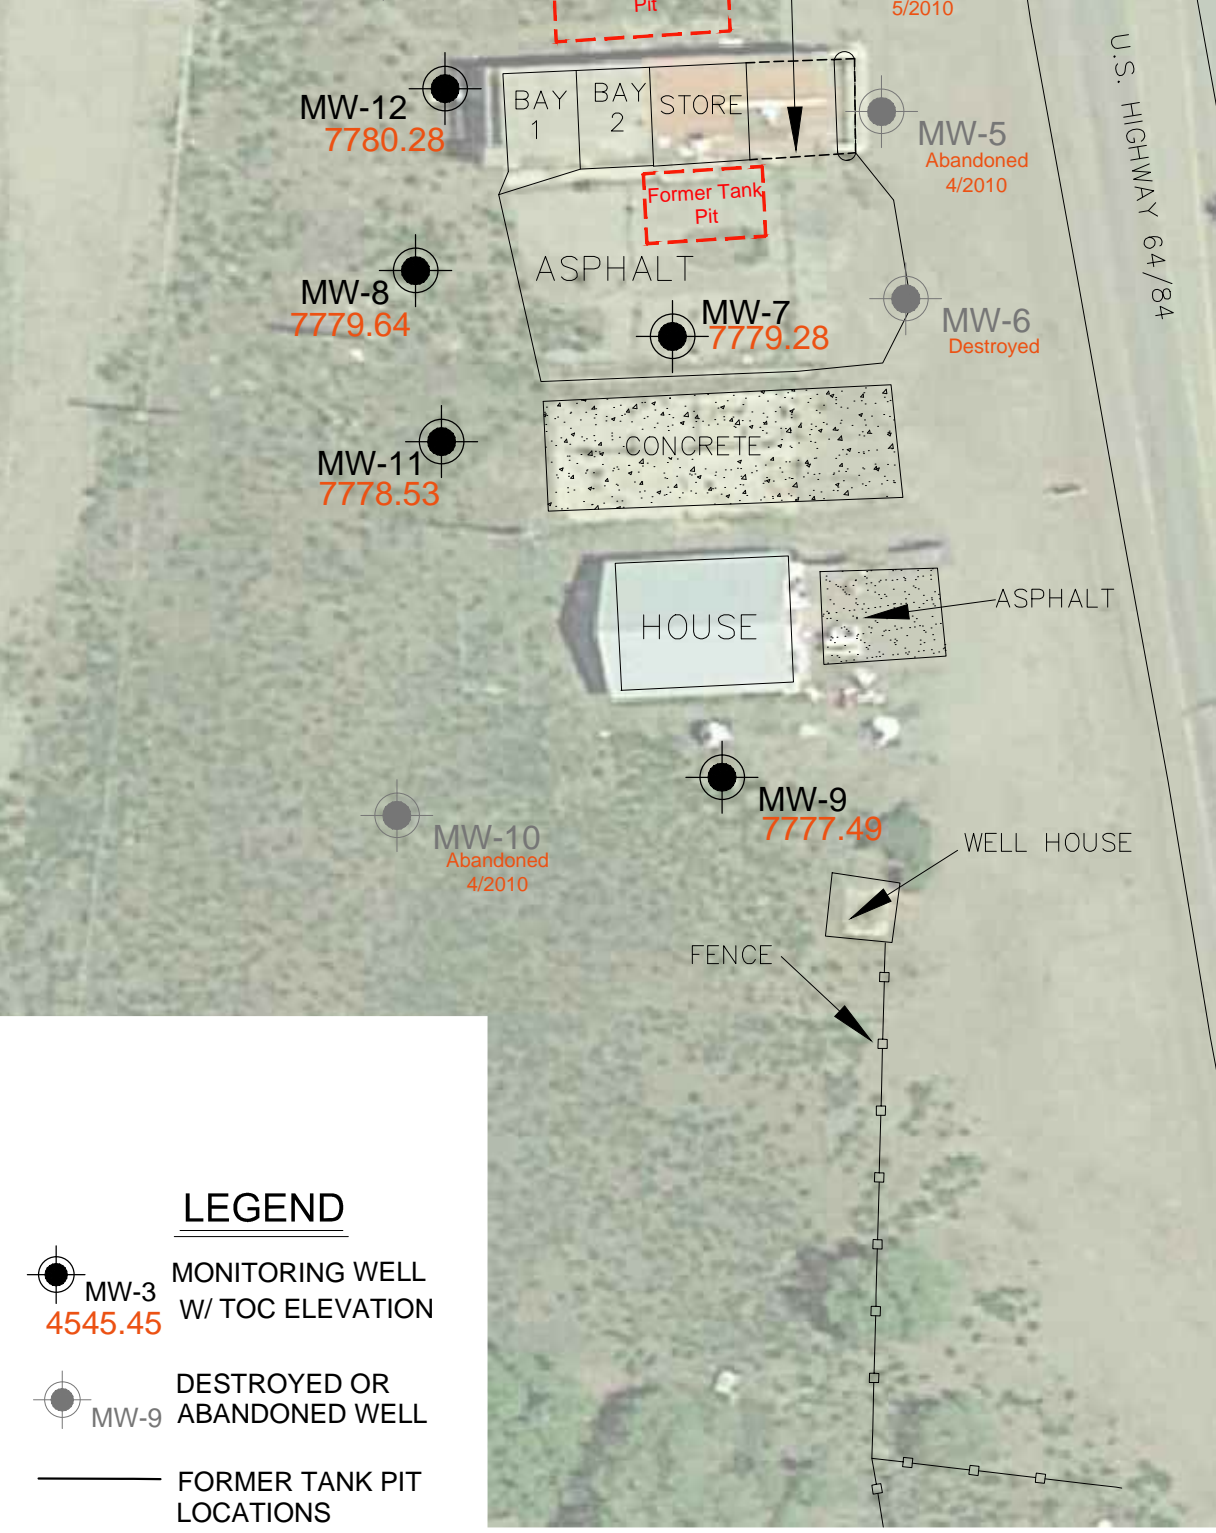 Pit
5/2010
U.S. HIGHWAY 64/84
MW-12
7780.28
BAY
1
BAY
2
STORE
MW-5
Abandoned
4/2010
Former Tank
Pit
ASPHALT
MW-8
7779.64
MW-7
7779.28
MW-6
Destroyed
MW-11
7778.53
CONCRETE
HOUSE
ASPHALT
MW-9
7777.49
MW-10
Abandoned
4/2010
WELL HOUSE
FENCE
LEGEND
MW-3
4545.45
MONITORING WELL
W/ TOC ELEVATION
MW-9
DESTROYED OR
ABANDONED WELL
FORMER TANK PIT
LOCATIONS